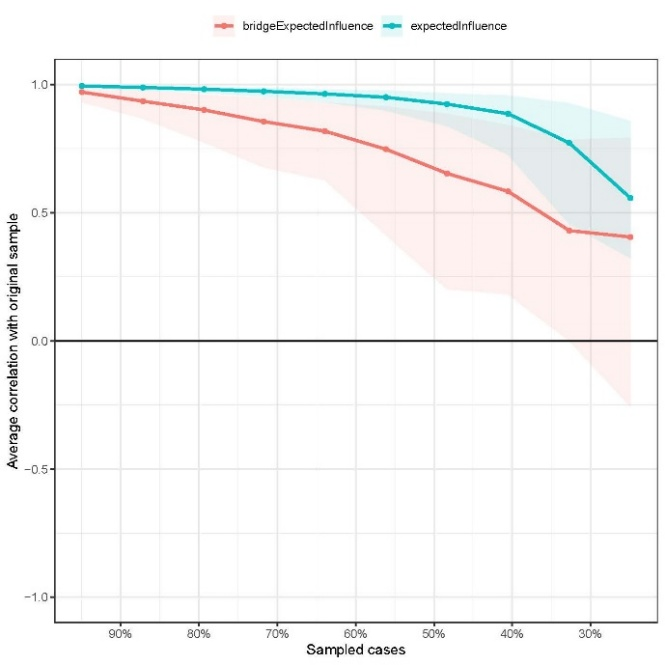 bridgeExpectedInfluence expectedInfluence
Average correlation with original sample
1.0
0.5
0.0
−0.5
−1.0
90% 80% 70% 60% 50% 40% 30%
Sampled cases